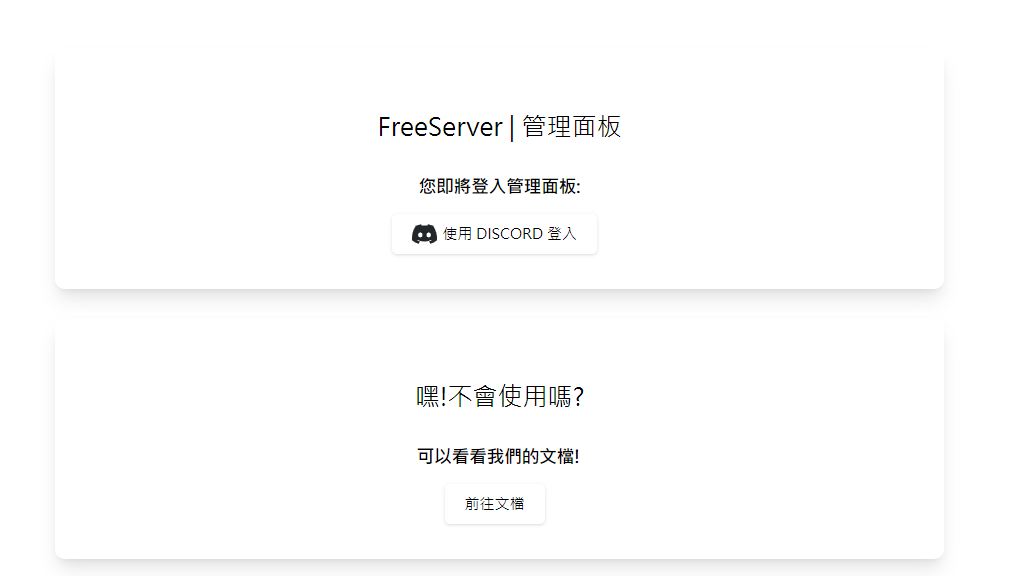 FreeServer | 管理面板
您即將登入管理面板:
使用 DISCORD 登入
嘿!不會使用嗎?
可以看看我們的文檔!
前往文檔